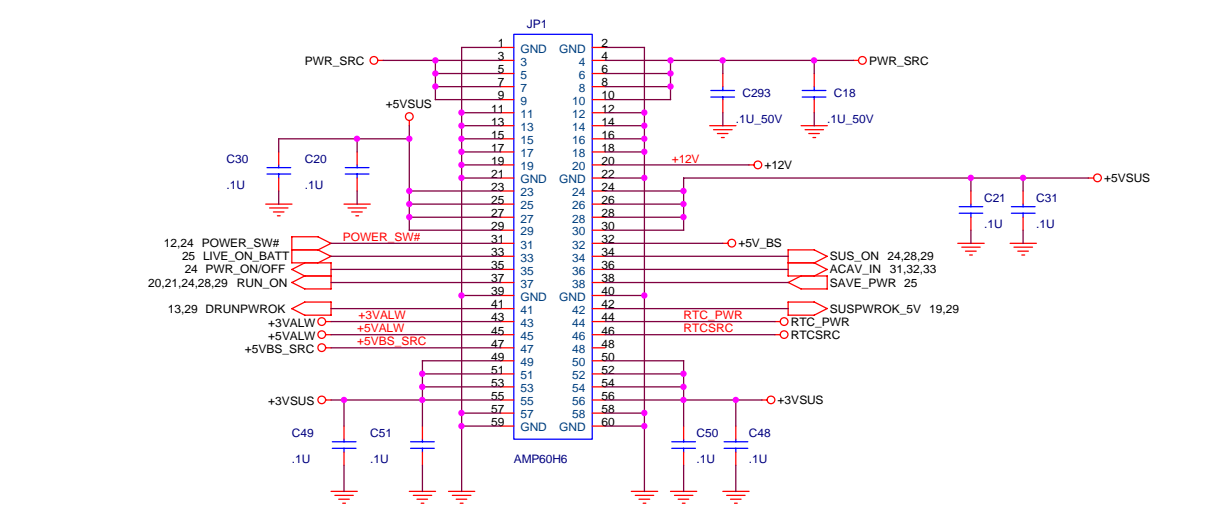 JP1
1 GND GND 2
PWR_SRC 3 3 4 4 PWR_SRC
5 5 6 6
7 7 8 8
9 9 10 10
C293 C18
.1U_50V .1U_50V
+5VSUS
11 11 12 12
13 13 14 14
15 15 16 16
17 17 18 18
C30 C20
.1U .1U
19 19 20 20 +12V +12V
21 GND GND 22
23 23 24 24
+5VSUS
25 25 26 26
27 27 28 28
29 29 30 30
C21 C31
.1U .1U
12,24 POWER_SW# POWER_SW# 31 31 32 32 +5V_BS
25 LIVE_ON_BATT 33 33 34 34 SUS_ON 24,28,29
24 PWR_ON/OFF 35 35 36 36 ACAV_IN 31,32,33
20,21,24,28,29 RUN_ON 37 37 38 38 SAVE_PWR 25
39 GND GND 40
13,29 DRUNPWROK 41 41 42 42 SUSPWROK_5V 19,29
+3VALW +3VALW 43 43 44 44 RTC_PWR RTC_PWR
+5VALW +5VALW 45 45 46 46 RTCSRC RTCSRC
+5VBS_SRC +5VBS_SRC 47 47 48 48
49 49 50 50
51 51 52 52
53 53 54 54
+3VSUS 55 55 56 56 +3VSUS
57 57 58 58
59 GND GND 60
C49 C51 C50 C48
.1U .1U .1U .1U
AMP60H6